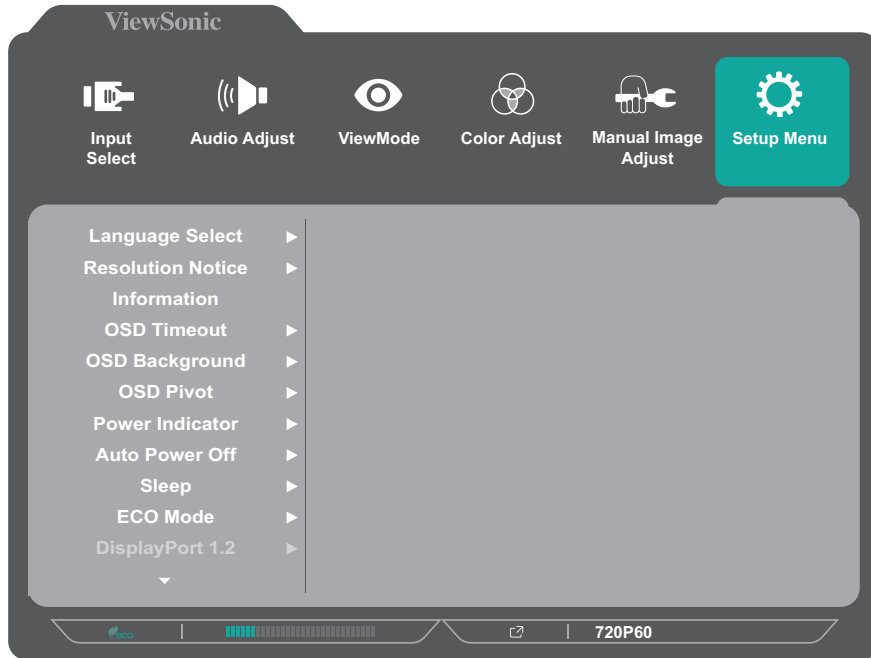 ViewSonic
Input
Select
Audio Adjust
ViewMode
Color Adjust
Manual Image
Adjust
Setup Menu
Language Select
Resolution Notice
Information
OSD Timeout
OSD Background
OSD Pivot
Power Indicator
Auto Power Off
Sleep
ECO Mode
DisplayPort 1.2
eco
720P60